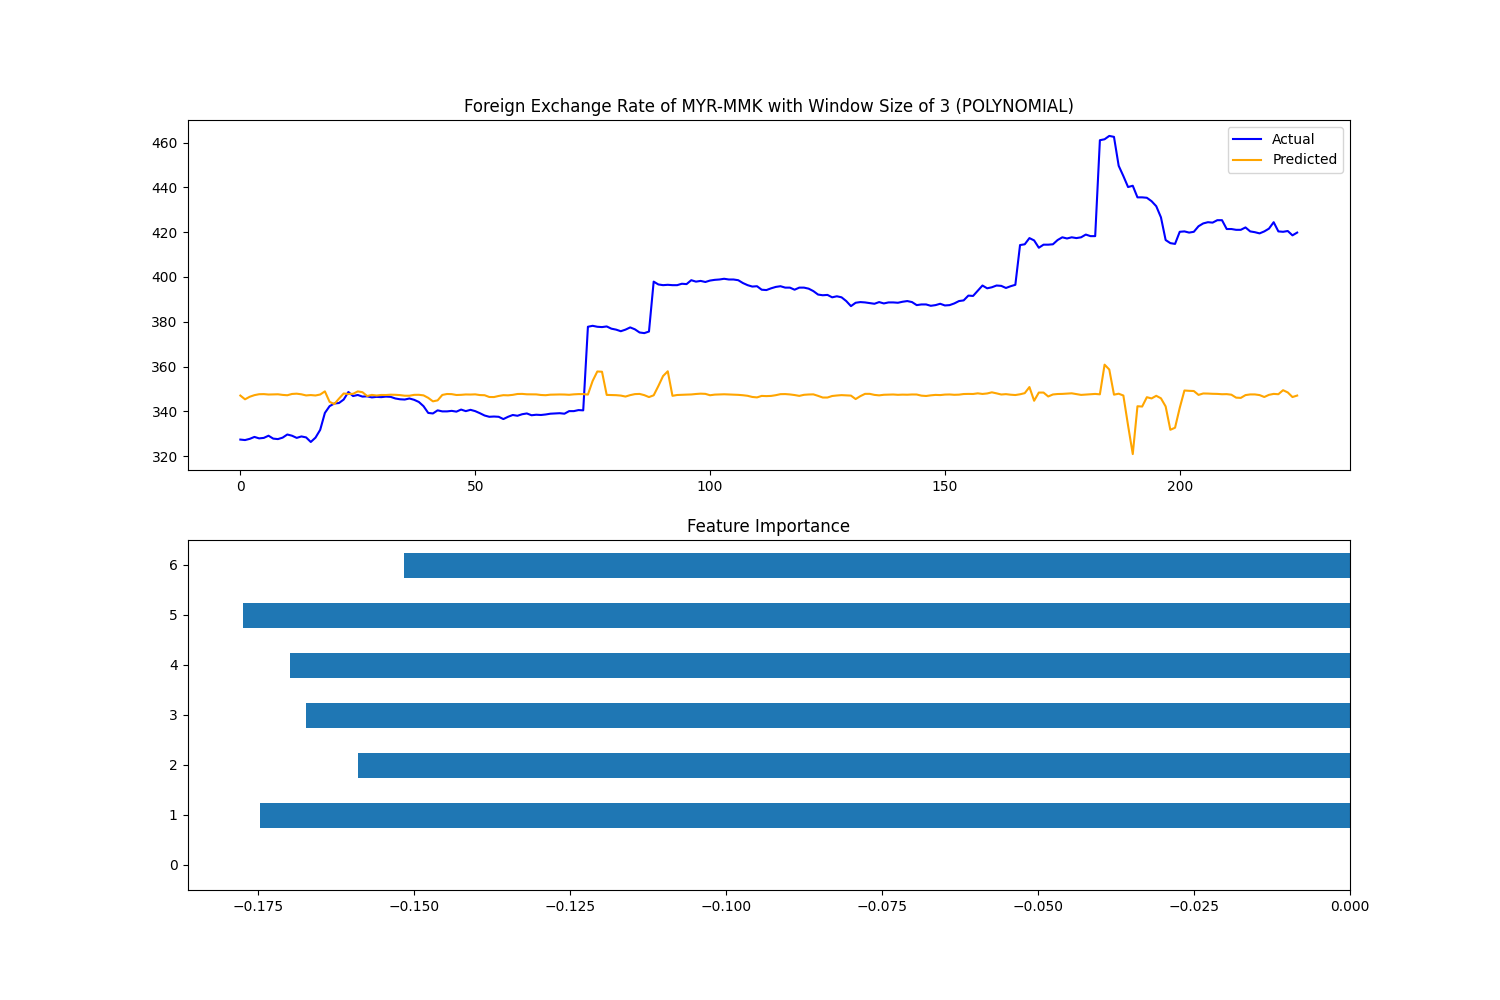 Foreign Exchange Rate of MYR-MMK with Window Size of 3 (POLYNOMIAL)
Actual
Predicted
460
440
420
400
380
360
340
320
0 50 100 150 200
Feature Importance
6
5
4
3
2
1
0
−0.175 −0.150 −0.125 −0.100 −0.075 −0.050 −0.025 0.000